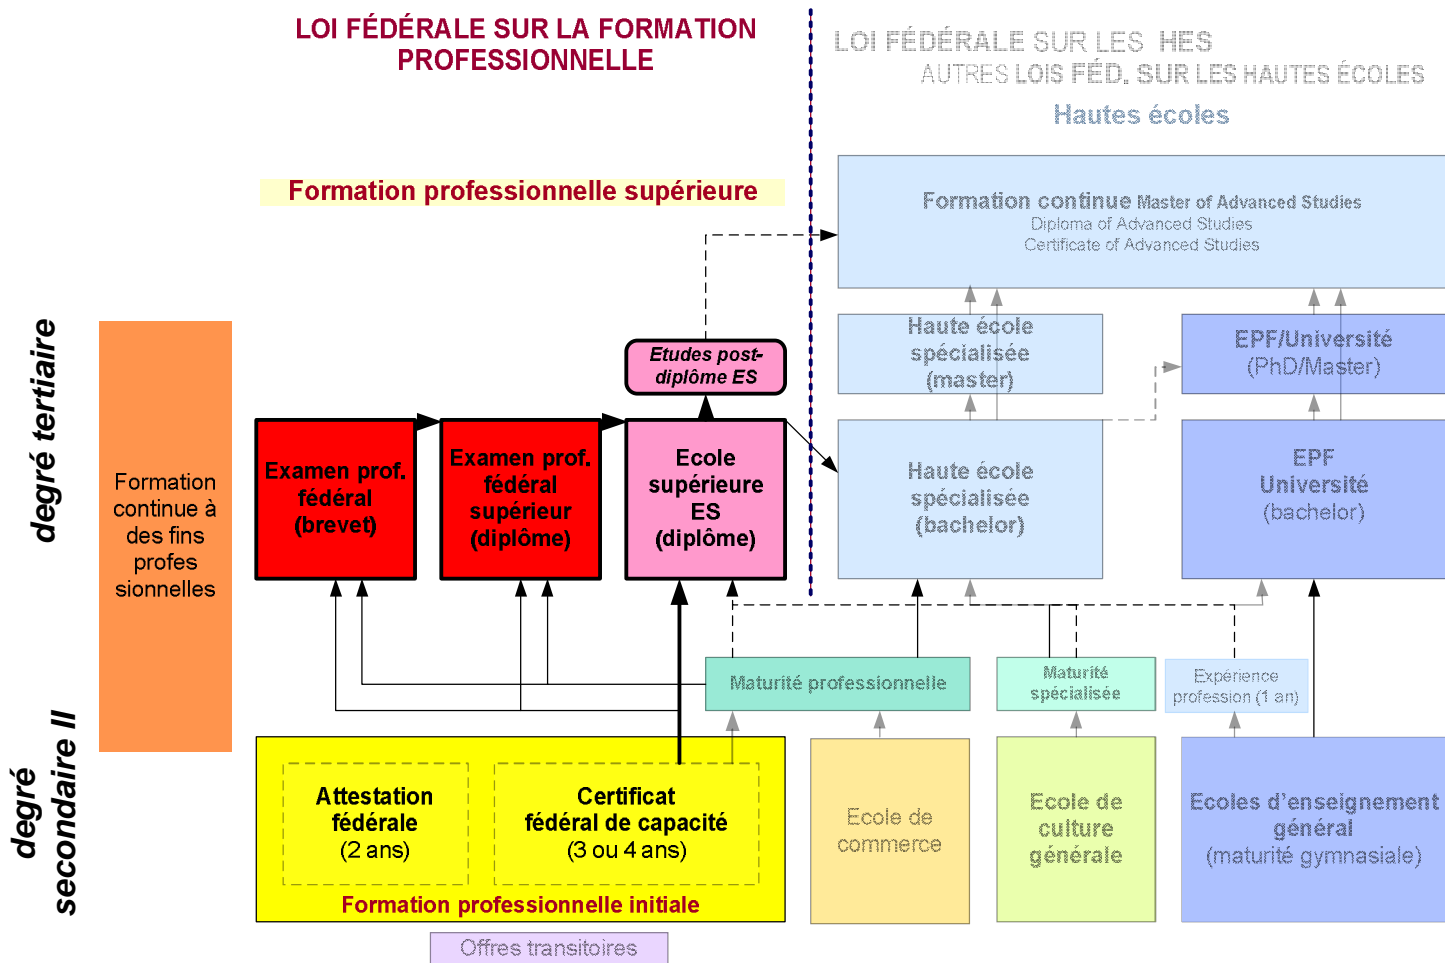 LOI FÉDÉRALE SUR LA FORMATION
PROFESSIONNELLE
LOI FÉDÉRALE SUR LES HES
AUTRES LOIS FÉD. SUR LES HAUTES ÉCOLES
Hautes écoles
Formation professionnelle supérieure
Formation continue Master of Advanced Studies
Diploma of Advanced Studies
Certificate of Advanced Studies
degré tertiaire
Formation
continue à
des fins
profes
sionnelles
Etudes post-
diplôme ES
Haute école
spécialisée
(master)
EPF/Université
(PhD/Master)
Examen prof.
fédéral
(brevet)
Examen prof.
fédéral
supérieur
(diplôme)
Ecole
supérieure
ES
(diplôme)
Haute école
spécialisée
(bachelor)
EPF
Université
(bachelor)
Maturité professionnelle
Maturité
spécialisée
Expérience
profession (1 an)
degré
secondaire II
Attestation
fédérale
(2 ans)
Certificat
fédéral de capacité
(3 ou 4 ans)
Formation professionnelle initiale
Ecole de
commerce
Ecole de
culture
générale
Ecoles d'enseignement
général
(maturité gymnasiale)
Offres transitoires